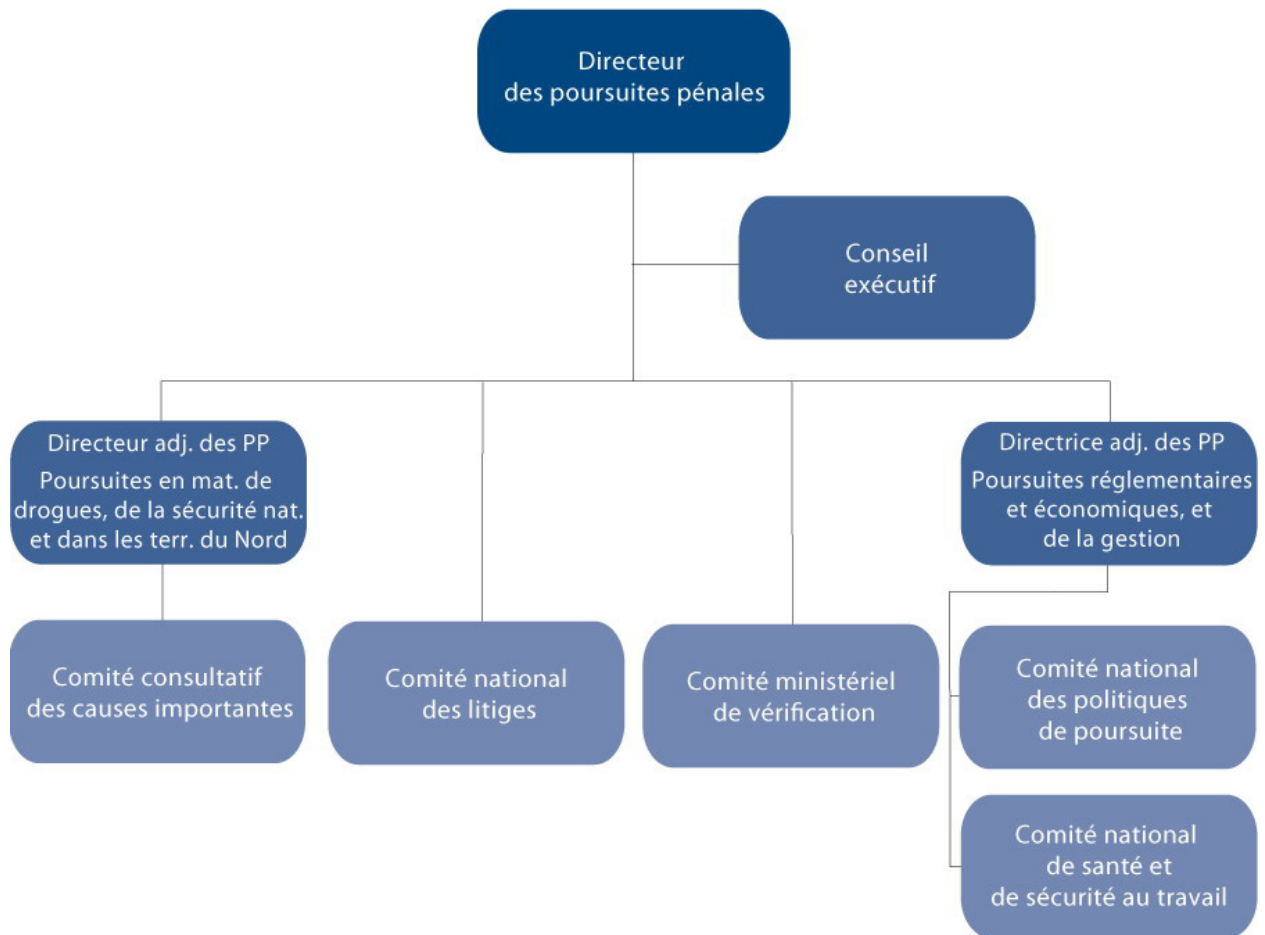 Directeur
des poursuites pénales
Conseil
exécutif
Directeur adj. des PP
Poursuites en mat. de
drogues, de la sécurité nat.
et dans les terr. du Nord
Directrice adj. des PP
Poursuites réglementaires
et économiques, et
de la gestion
Comité consultatif
des causes importantes
Comité national
des litiges
Comité ministériel
de vérification
Comité national
des politiques
de poursuite
Comité national
de santé et
de sécurité au travail